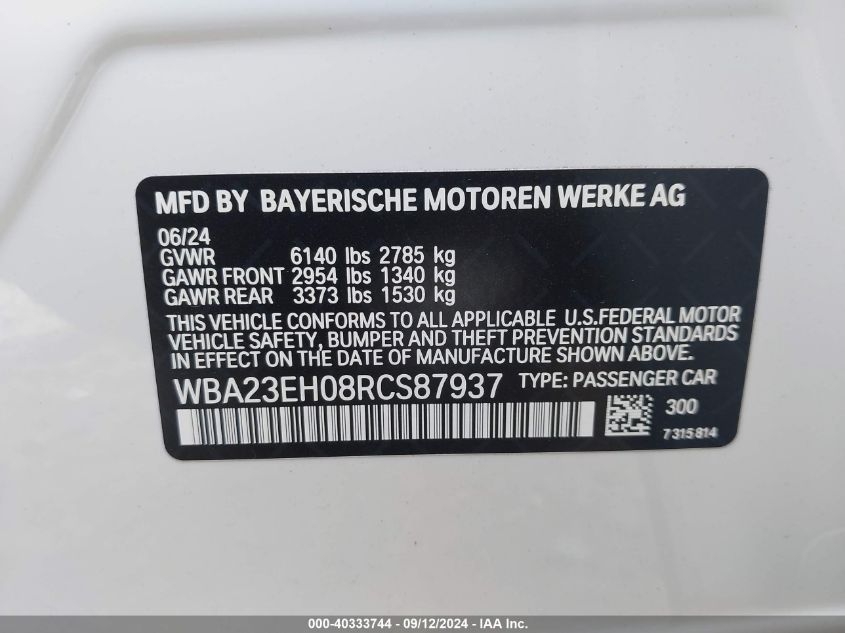 MFD BY BAYERISCHE MOTOREN WERKE AG
06/24
GVWR 6140 lbs 2785 kg
GAWR FRONT 2954 lbs 1340 kg
GAWR REAR 3373 lbs 1530 kg
THIS VEHICLE CONFORMS TO ALL APPLICABLE U.S.FEDERAL MOTOR
VEHICLE SAFETY, BUMPER AND THEFT PREVENTION STANDARDS
IN EFFECT ON THE DATE OF MANUFACTURE SHOWN ABOVE.
WBA23EH08RCS87937 TYPE: PASSENGER CAR
300
7315814
000-40333744 - 09/12/2024 - IAA Inc.